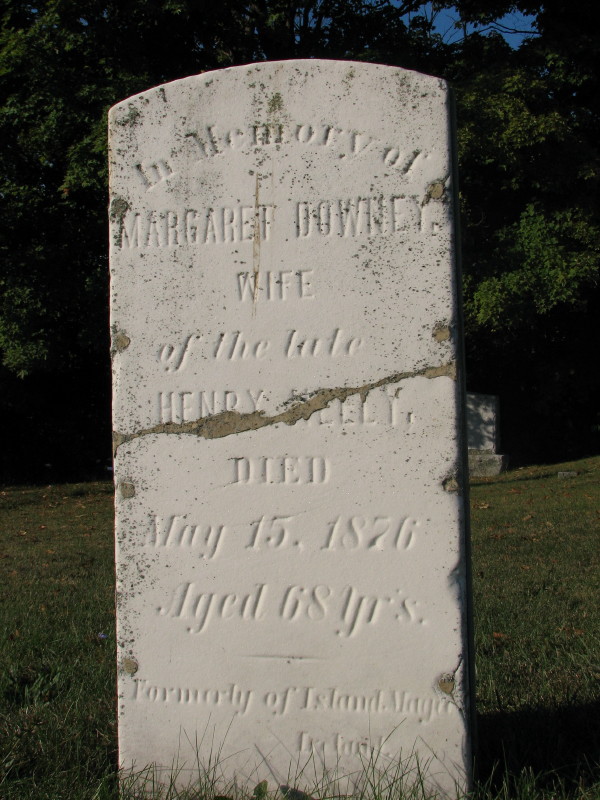 In Memory of
MARGARET DOWNEY,
WIFE
of the late
HENRY
DIED
May 15, 1876
Aged 68 Yr's.
Formerly of Island Magee
Ireland.